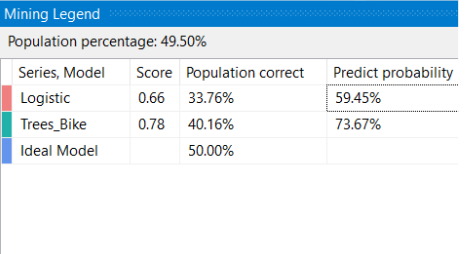 Mining Legend
Population percentage: 49.50%
Series, Model Score Population correct Predict probability
Logistic 0.66 33.76% 59.45%
Trees_Bike 0.78 40.16% 73.67%
Ideal Model 50.00%